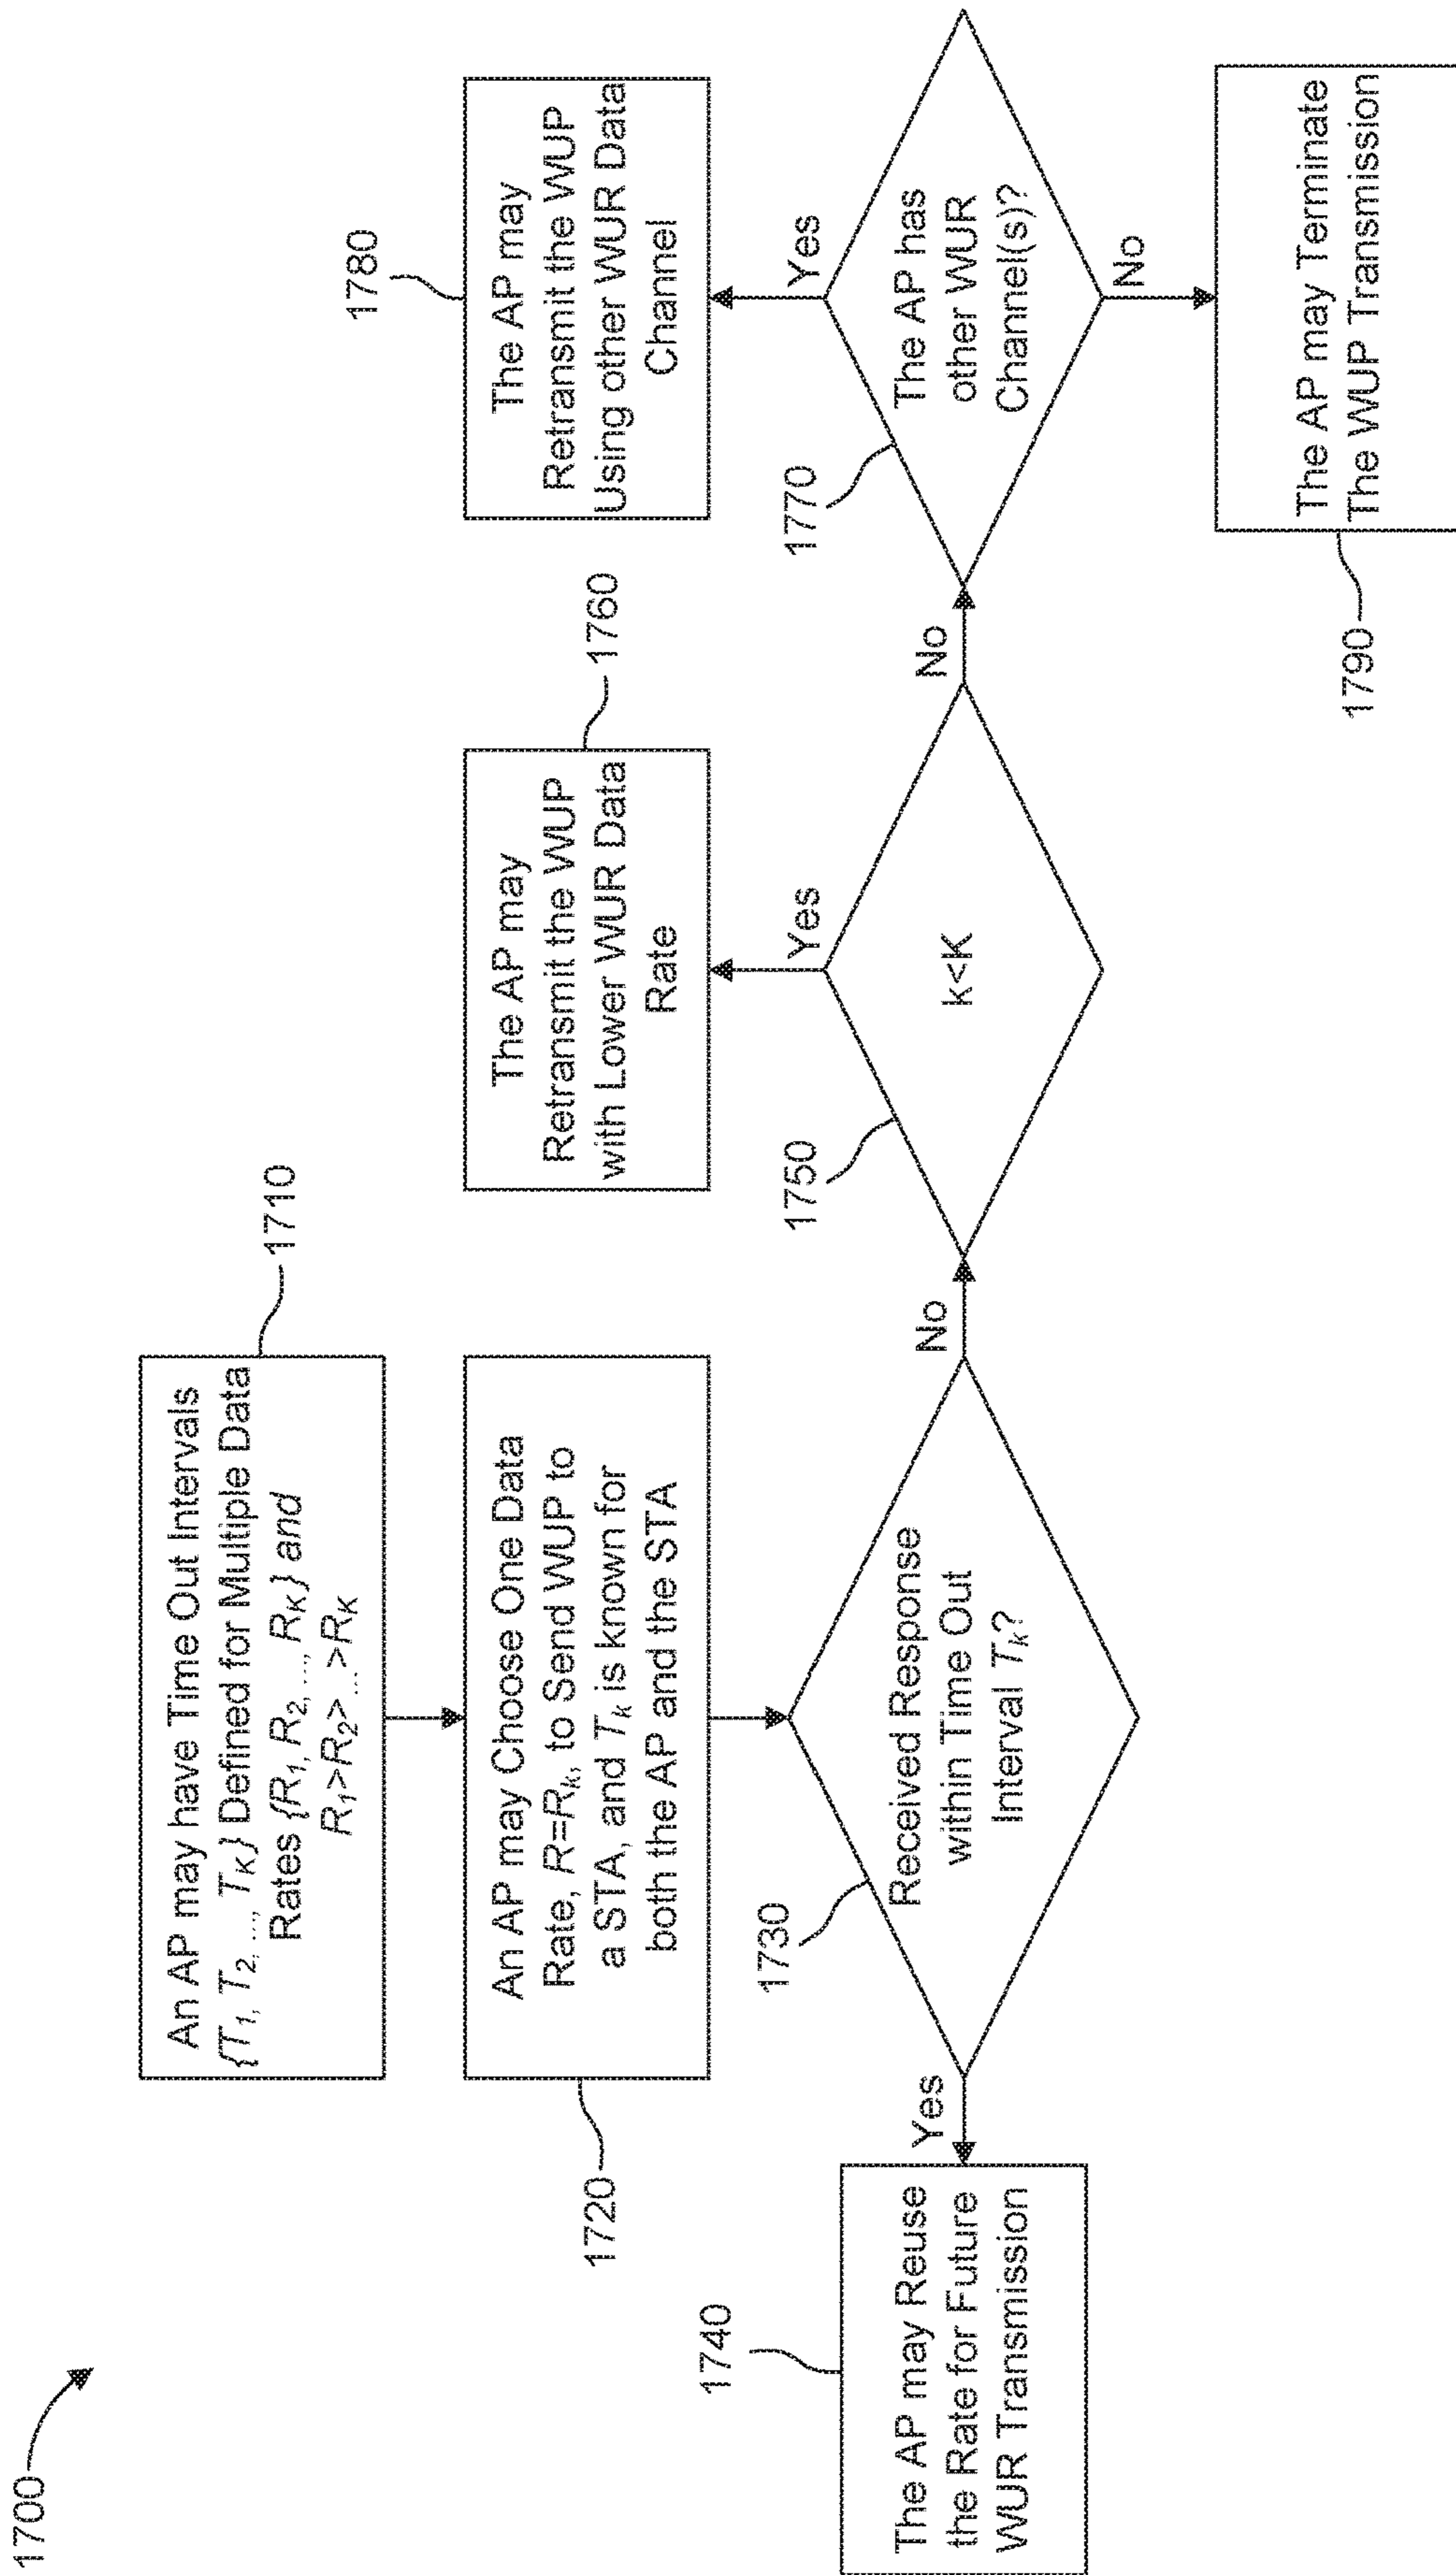 1700
1710
An AP may have Time Out Intervals
{T1, T2, ..., TK} Defined for Multiple Data
Rates {R1, R2, ..., RK} and
R1>R2> ... >RK
1720
An AP may Choose One Data
Rate, R=Rk, to Send WUP to
a STA, and Tk is known for
both the AP and the STA
1730
Received Response
within Time Out
Interval Tk?
Yes
No
1740
The AP may Reuse
the Rate for Future
WUR Transmission
1750
k<K
Yes
No
1760
The AP may
Retransmit the WUP
with Lower WUR Data
Rate
1770
The AP has
other WUR
Channel(s)?
Yes
No
1780
The AP may
Retransmit the WUP
Using other WUR Data
Channel
1790
The AP may Terminate
The WUP Transmission